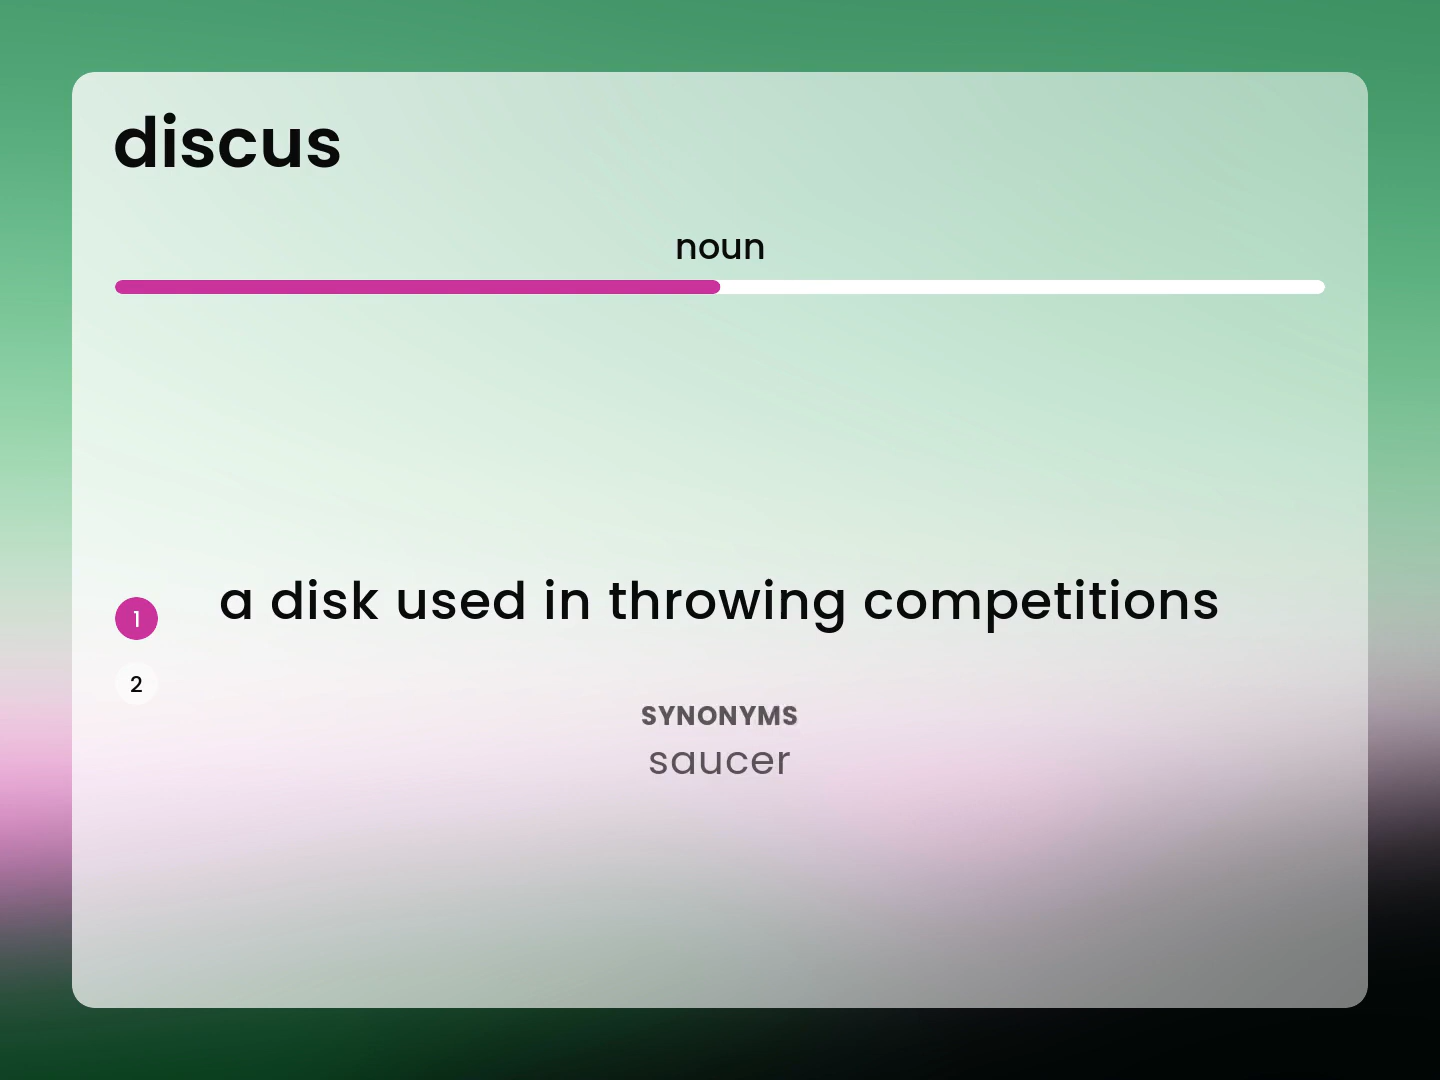 discus
noun
1
a disk used in throwing competitions
2
SYNONYMS
saucer